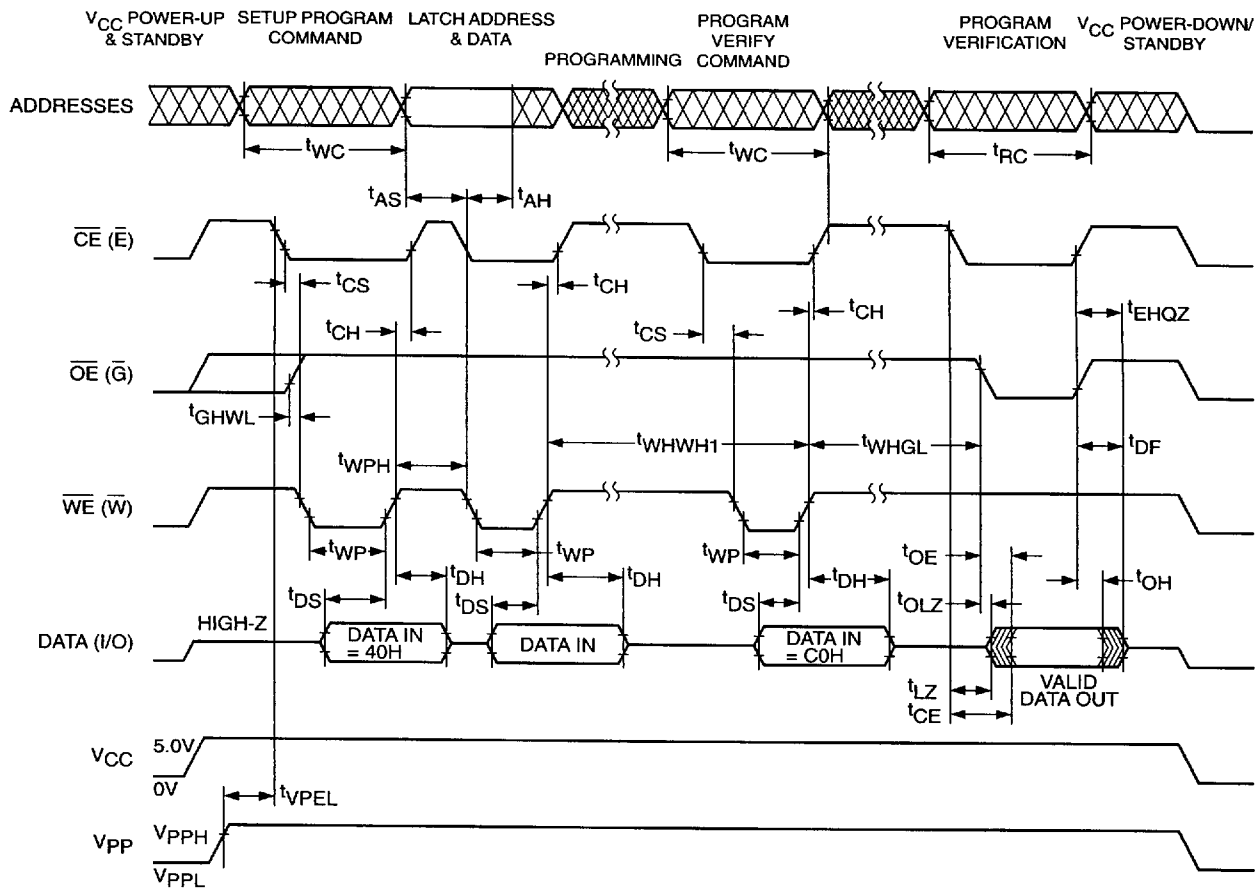 VCC POWER-UP & STANDBY
SETUP PROGRAM COMMAND
LATCH ADDRESS & DATA
PROGRAMMING
PROGRAM VERIFY COMMAND
PROGRAM VERIFICATION
VCC POWER-DOWN/ STANDBY
ADDRESSES
tWC
tWC
tRC
tAS
tAH
CE (E)
tCS
tCH
tCH
tCS
tCH
tEHQZ
OE (G)
tGHWL
tWPH
tWHWH1
tWHGL
tDF
WE (W)
tWP
tWP
tWP
tOE
tDH
tDH
tDH
tOH
tDS
tDS
tDS
tOLZ
DATA (I/O)
HIGH-Z
DATA IN = 40H
DATA IN
DATA IN = C0H
tLZ
VALID DATA OUT
tCE
VCC
5.0V
0V
tVPEL
VPP
VPPH
VPPL